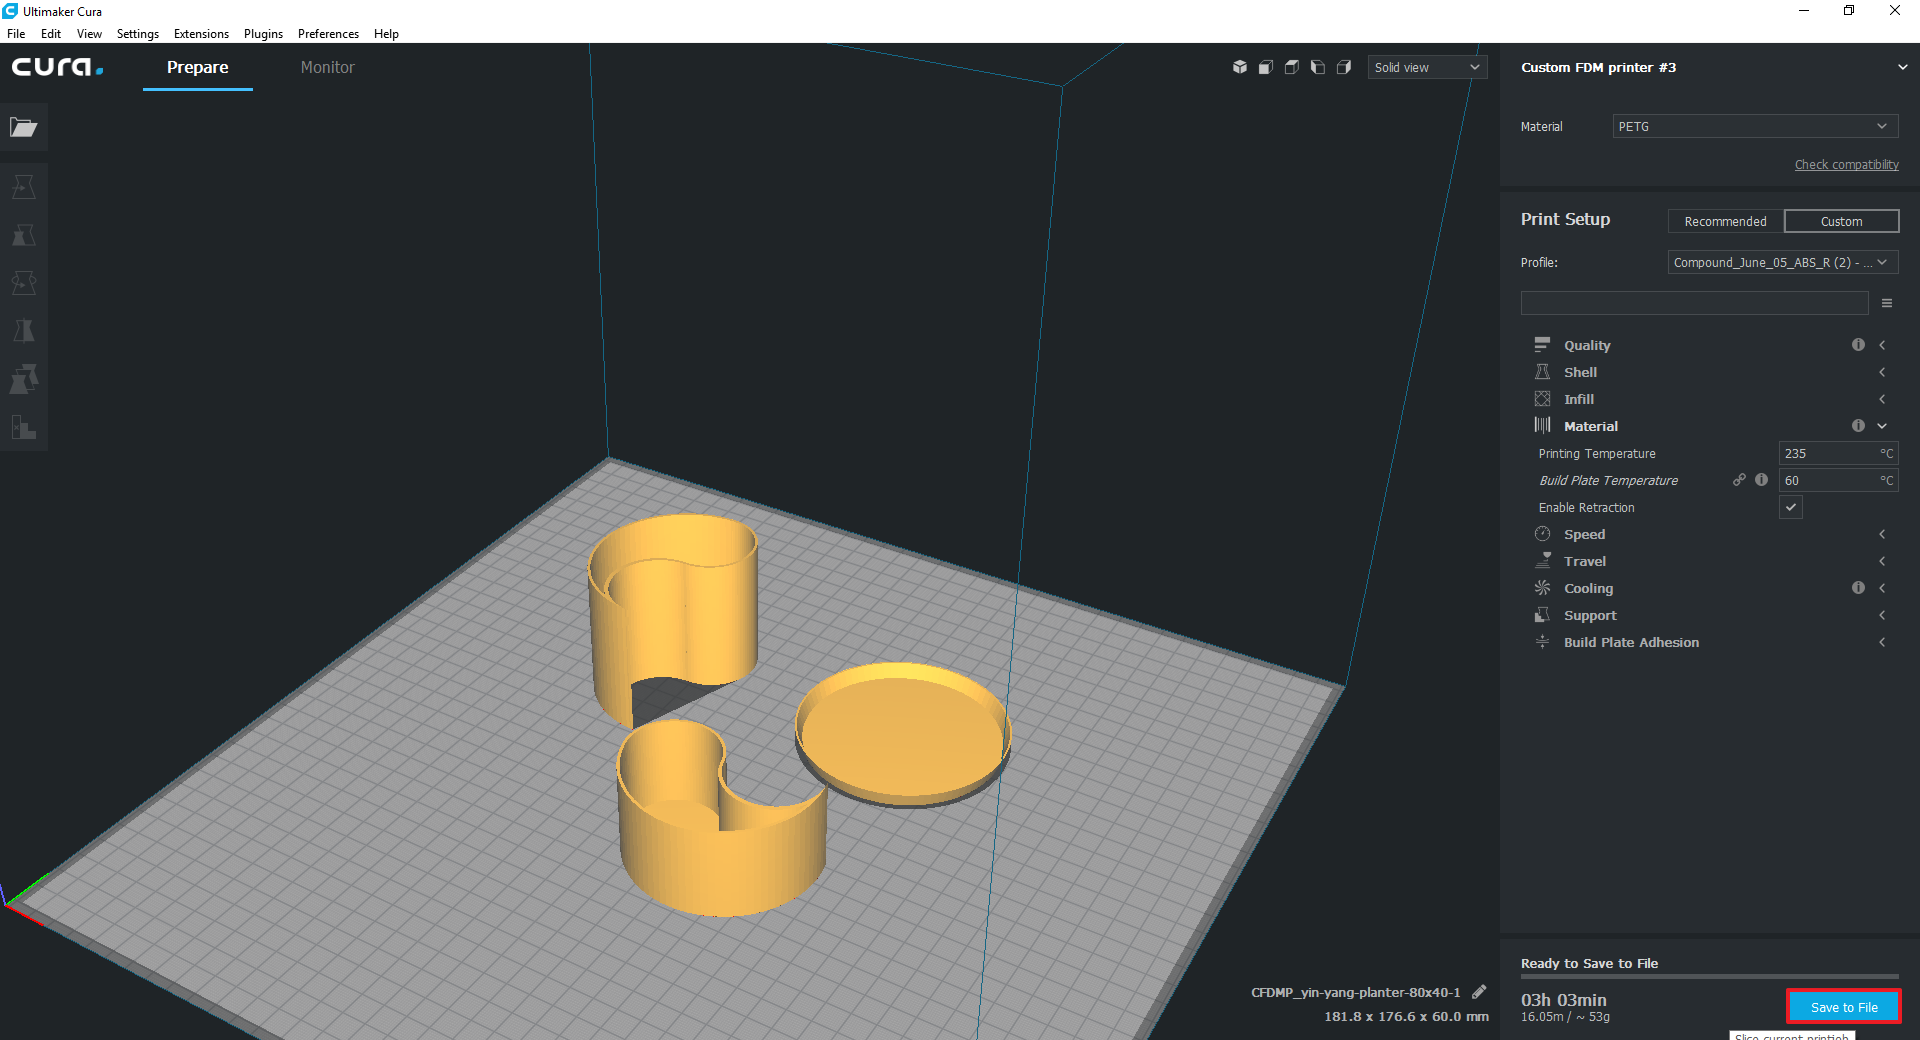 Ultimaker Cura
File Edit View Settings Extensions Plugins Preferences Help
cura. Prepare Monitor
Solid view
Custom FDM printer #3
Material PETG
Check compatibility
Print Setup Recommended Custom
Profile: Compound_June_05_ABS_R (2) - ...
Quality
Shell
Infill
Material
Printing Temperature 235 °C
Build Plate Temperature 60 °C
Enable Retraction
Speed
Travel
Cooling
Support
Build Plate Adhesion
CFDMP_yin-yang-planter-80x40-1
181.8 x 176.6 x 60.0 mm
Ready to Save to File
03h 03min
16.05m / ~ 53g
Save to File
Slice current printjob